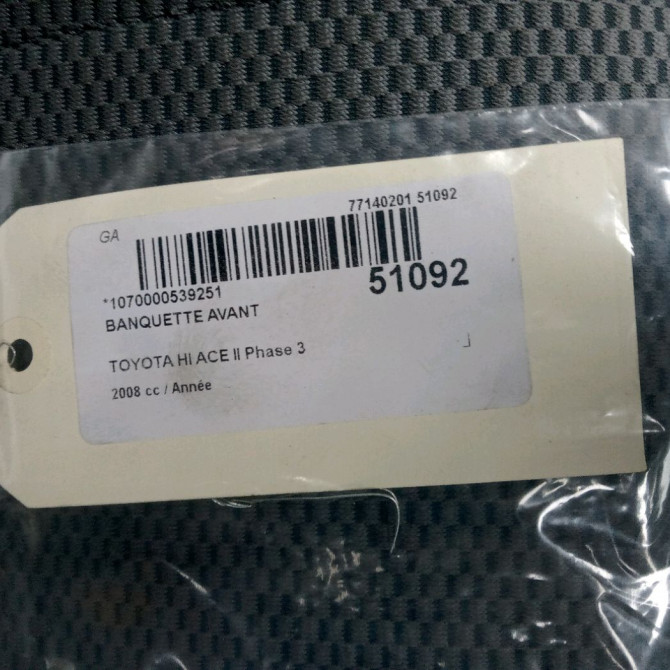 77140201 51092
GA
51092
*1070000539251
BANQUETTE AVANT
TOYOTA HI ACE II Phase 3
2008 cc / Année